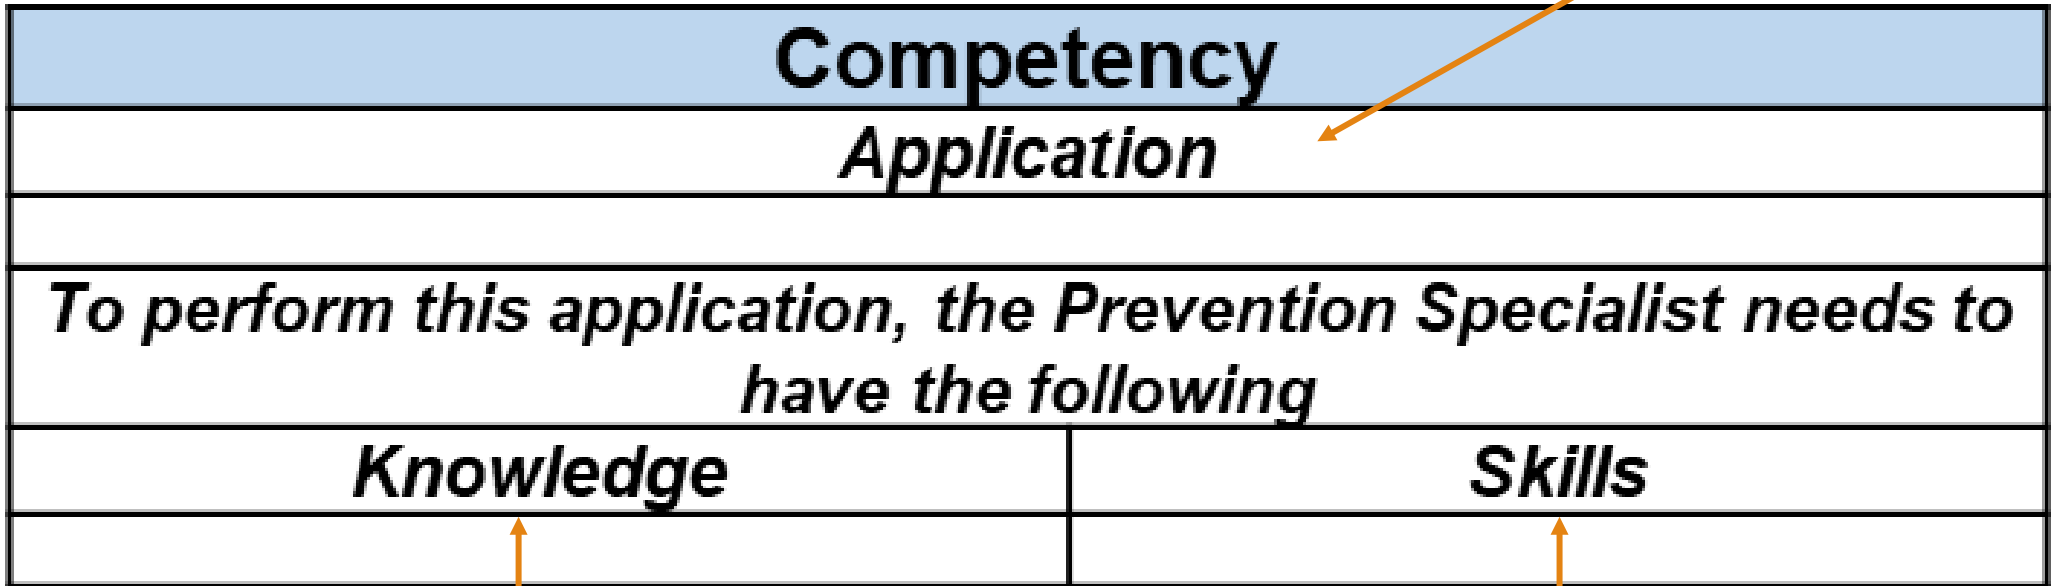 Competency
Application
To perform this application, the Prevention Specialist needs to
have the following
Knowledge
Skills